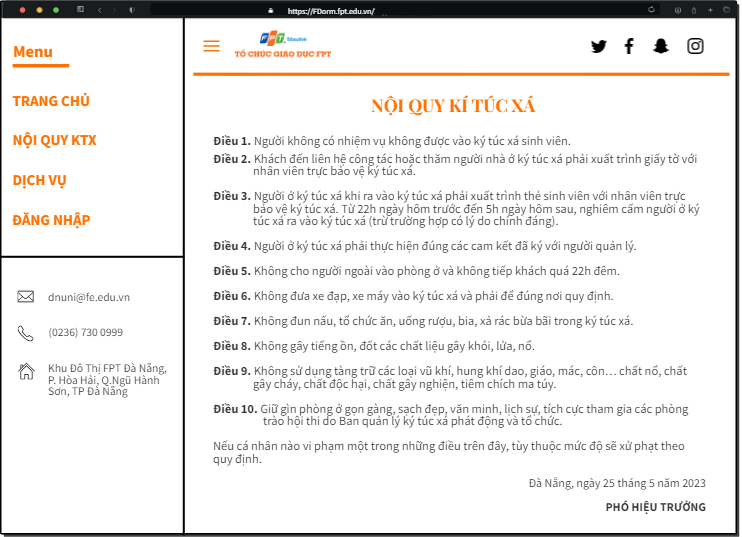 https://FDorm.fpt.edu.vn/
Menu
TRANG CHỦ
NỘI QUY KTX
DỊCH VỤ
ĐĂNG NHẬP
dnuni@fe.edu.vn
(0236) 730 0999
Khu Đô Thị FPT Đà Nẵng,
P. Hòa Hải, Q.Ngũ Hành
Sơn, TP Đà Nẵng
FPT Education
TỔ CHỨC GIÁO DỤC FPT
NỘI QUY KÍ TÚC XÁ
Điều 1. Người không có nhiệm vụ không được vào ký túc xá sinh viên.
Điều 2. Khách đến liên hệ công tác hoặc thăm người nhà ở ký túc xá phải xuất trình giấy tờ với
nhân viên trực bảo vệ ký túc xá.
Điều 3. Người ở ký túc xá khi ra vào ký túc xá phải xuất trình thẻ sinh viên với nhân viên trực
bảo vệ ký túc xá. Từ 22h ngày hôm trước đến 5h ngày hôm sau, nghiêm cấm người ở ký
túc xá ra vào ký túc xá (trừ trường hợp có lý do chính đáng).
Điều 4. Người ở ký túc xá phải thực hiện đúng các cam kết đã ký với người quản lý.
Điều 5. Không cho người ngoài vào phòng ở và không tiếp khách quá 22h đêm.
Điều 6. Không đưa xe đạp, xe máy vào ký túc xá và phải để đúng nơi quy định.
Điều 7. Không đun nấu, tổ chức ăn, uống rượu, bia, xả rác bừa bãi trong ký túc xá.
Điều 8. Không gây tiếng ồn, đốt các chất liệu gây khói, lửa, nổ.
Điều 9. Không sử dụng tàng trữ các loại vũ khí, hung khí dao, giáo, mác, côn… chất nổ, chất
gây cháy, chất độc hại, chất gây nghiện, tiêm chích ma túy.
Điều 10. Giữ gìn phòng ở gọn gàng, sạch đẹp, văn minh, lịch sự, tích cực tham gia các phòng
trào hội thi do Ban quản lý ký túc xá phát động và tổ chức.
Nếu cá nhân nào vi phạm một trong những điều trên đây, tùy thuộc mức độ sẽ xử phạt theo
quy định.
Đà Nẵng, ngày 25 tháng 5 năm 2023
PHÓ HIỆU TRƯỞNG